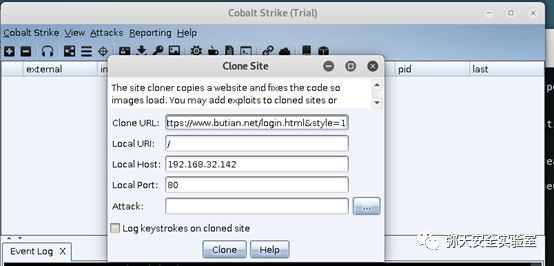 Cobalt Strike (Trial)
Cobalt Strike View Attacks Reporting Help
external
pid
last
Clone Site
The site cloner copies a website and fixes the code so
images load. You may add exploits to cloned sites or
Clone URL: ttps://www.butian.net/login.html&style=1
Local URI: /
Local Host: 192.168.32.142
Local Port: 80
Attack:
...
Log keystrokes on cloned site
Clone Help
Event Log X
弥天安全实验室